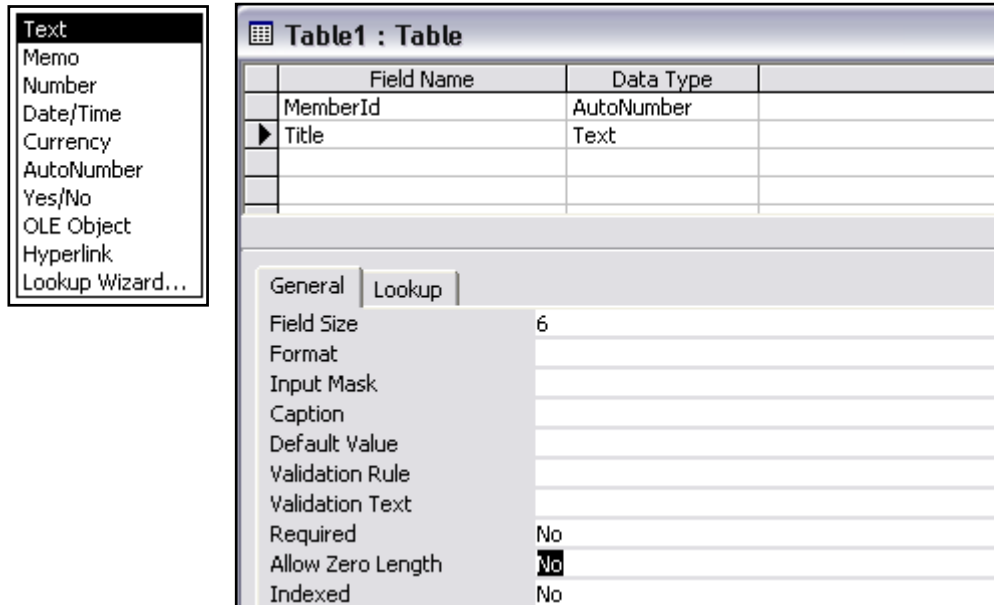 Text
Memo
Number
Date/Time
Currency
AutoNumber
Yes/No
OLE Object
Hyperlink
Lookup Wizard...
Table1 : Table
Field Name Data Type
MemberId AutoNumber
Title Text
General Lookup
Field Size 6
Format
Input Mask
Caption
Default Value
Validation Rule
Validation Text
Required No
Allow Zero Length No
Indexed No